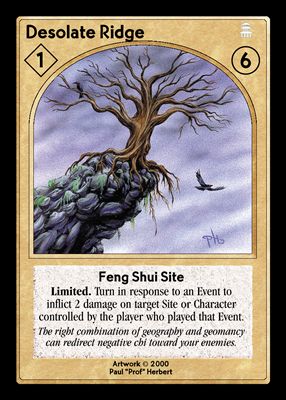 Desolate Ridge
1
6
PH
Feng Shui Site
Limited. Turn in response to an Event to
inflict 2 damage on target Site or Character
controlled by the player who played that Event.
The right combination of geography and geomancy
can redirect negative chi toward your enemies.
Artwork © 2000
Paul "Prof" Herbert